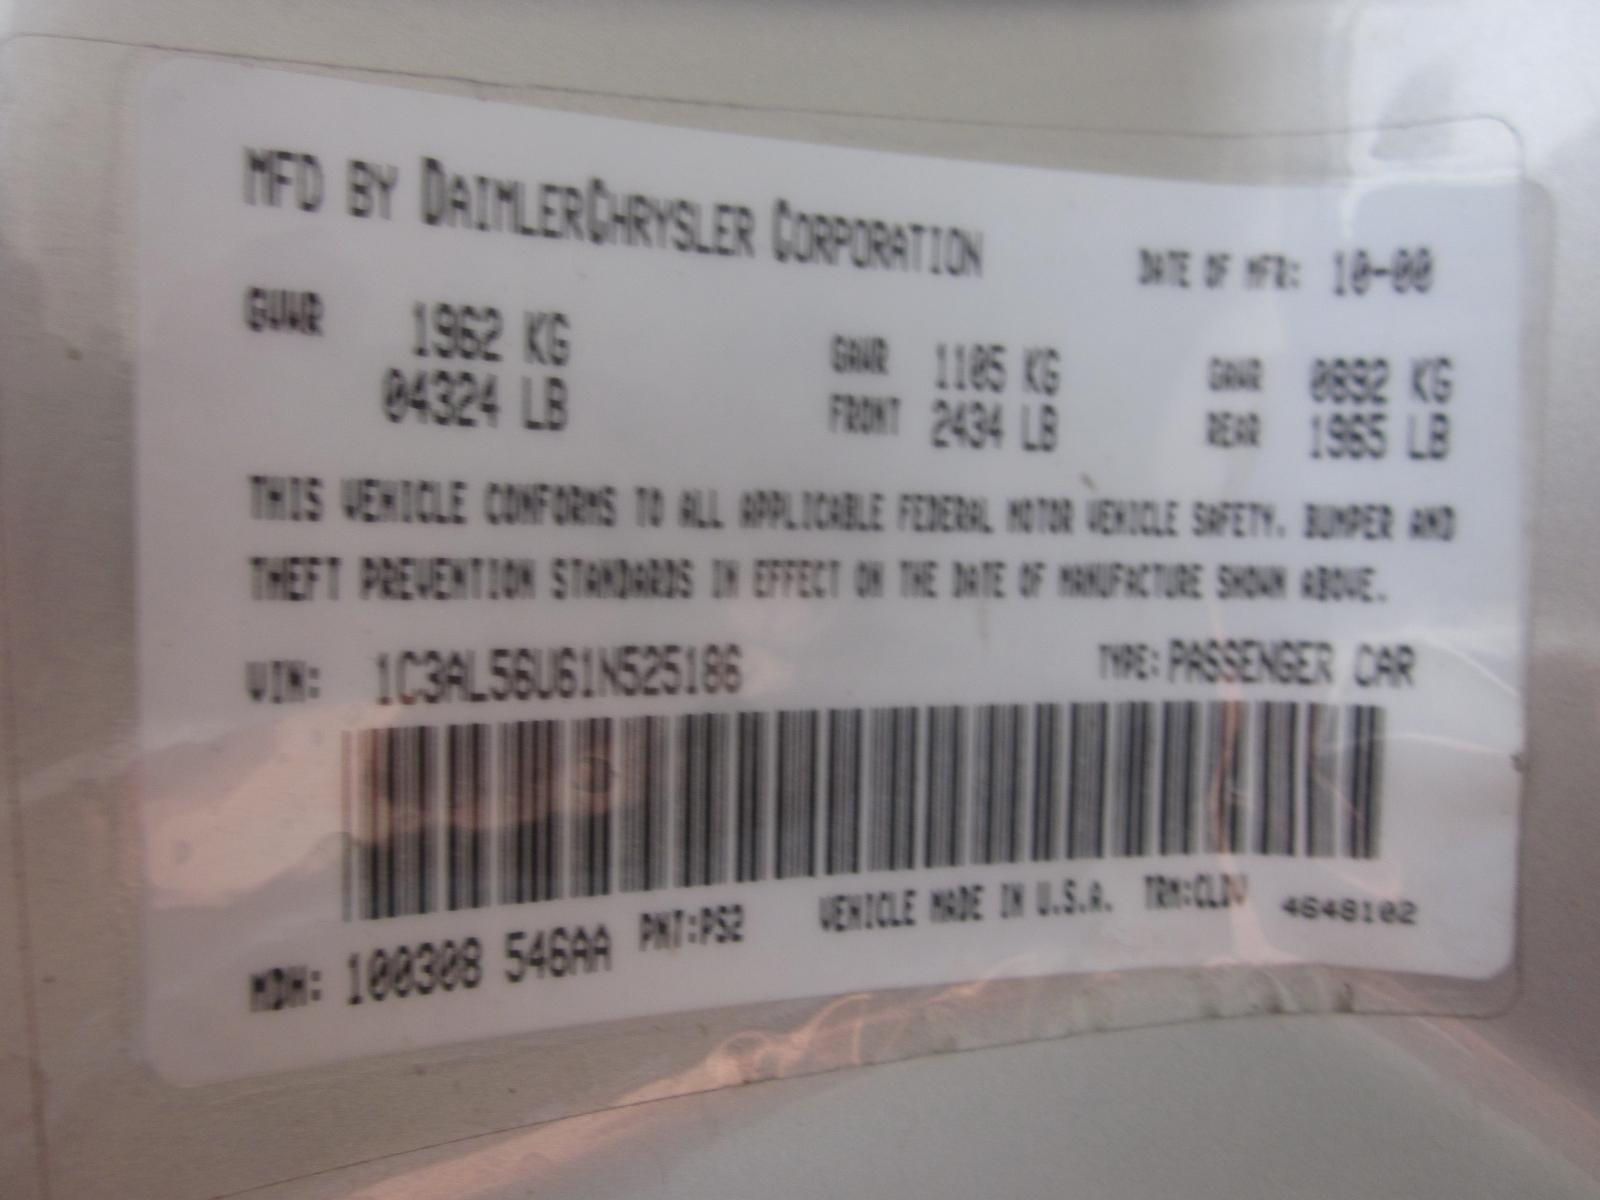 MFD BY DAIMLERCHRYSLER CORPORATION DATE OF MFR: 10-00
GVWR 1962 KG GAWR 1105 KG GAWR 0892 KG
04324 LB FRONT 2434 LB REAR 1965 LB
THIS VEHICLE CONFORMS TO ALL APPLICABLE FEDERAL MOTOR VEHICLE SAFETY, BUMPER AND
THEFT PREVENTION STANDARDS IN EFFECT ON THE DATE OF MANUFACTURE SHOWN ABOVE.
VIN: 1C3AL56U61N525186 TYPE: PASSENGER CAR
MDH: 100308 546AA PNT:PS2 VEHICLE MADE IN U.S.A. TRM:CLDV 4648102